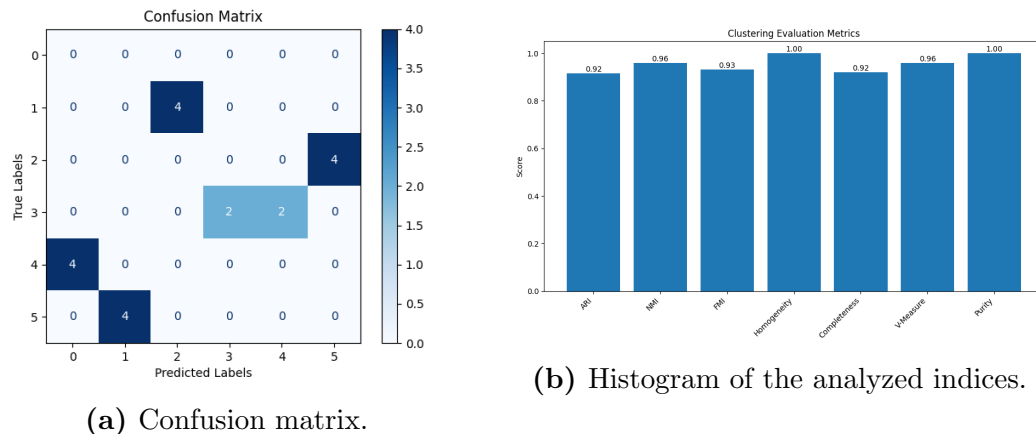 Confusion Matrix
True Labels
0 0 0 0 0 0 0
1 0 0 4 0 0 0
2 0 0 0 0 0 4
3 0 0 0 2 2 0
4 4 0 0 0 0 0
5 0 4 0 0 0 0
0 1 2 3 4 5
Predicted Labels
4.0
3.5
3.0
2.5
2.0
1.5
1.0
0.5
0.0
(a) Confusion matrix.
Clustering Evaluation Metrics
Score
1.0
0.8
0.6
0.4
0.2
0.0
0.92 0.96 0.93 1.00 0.92 0.96 1.00
ARI NMI FMI Homogeneity Completeness V-Measure Purity
(b) Histogram of the analyzed indices.